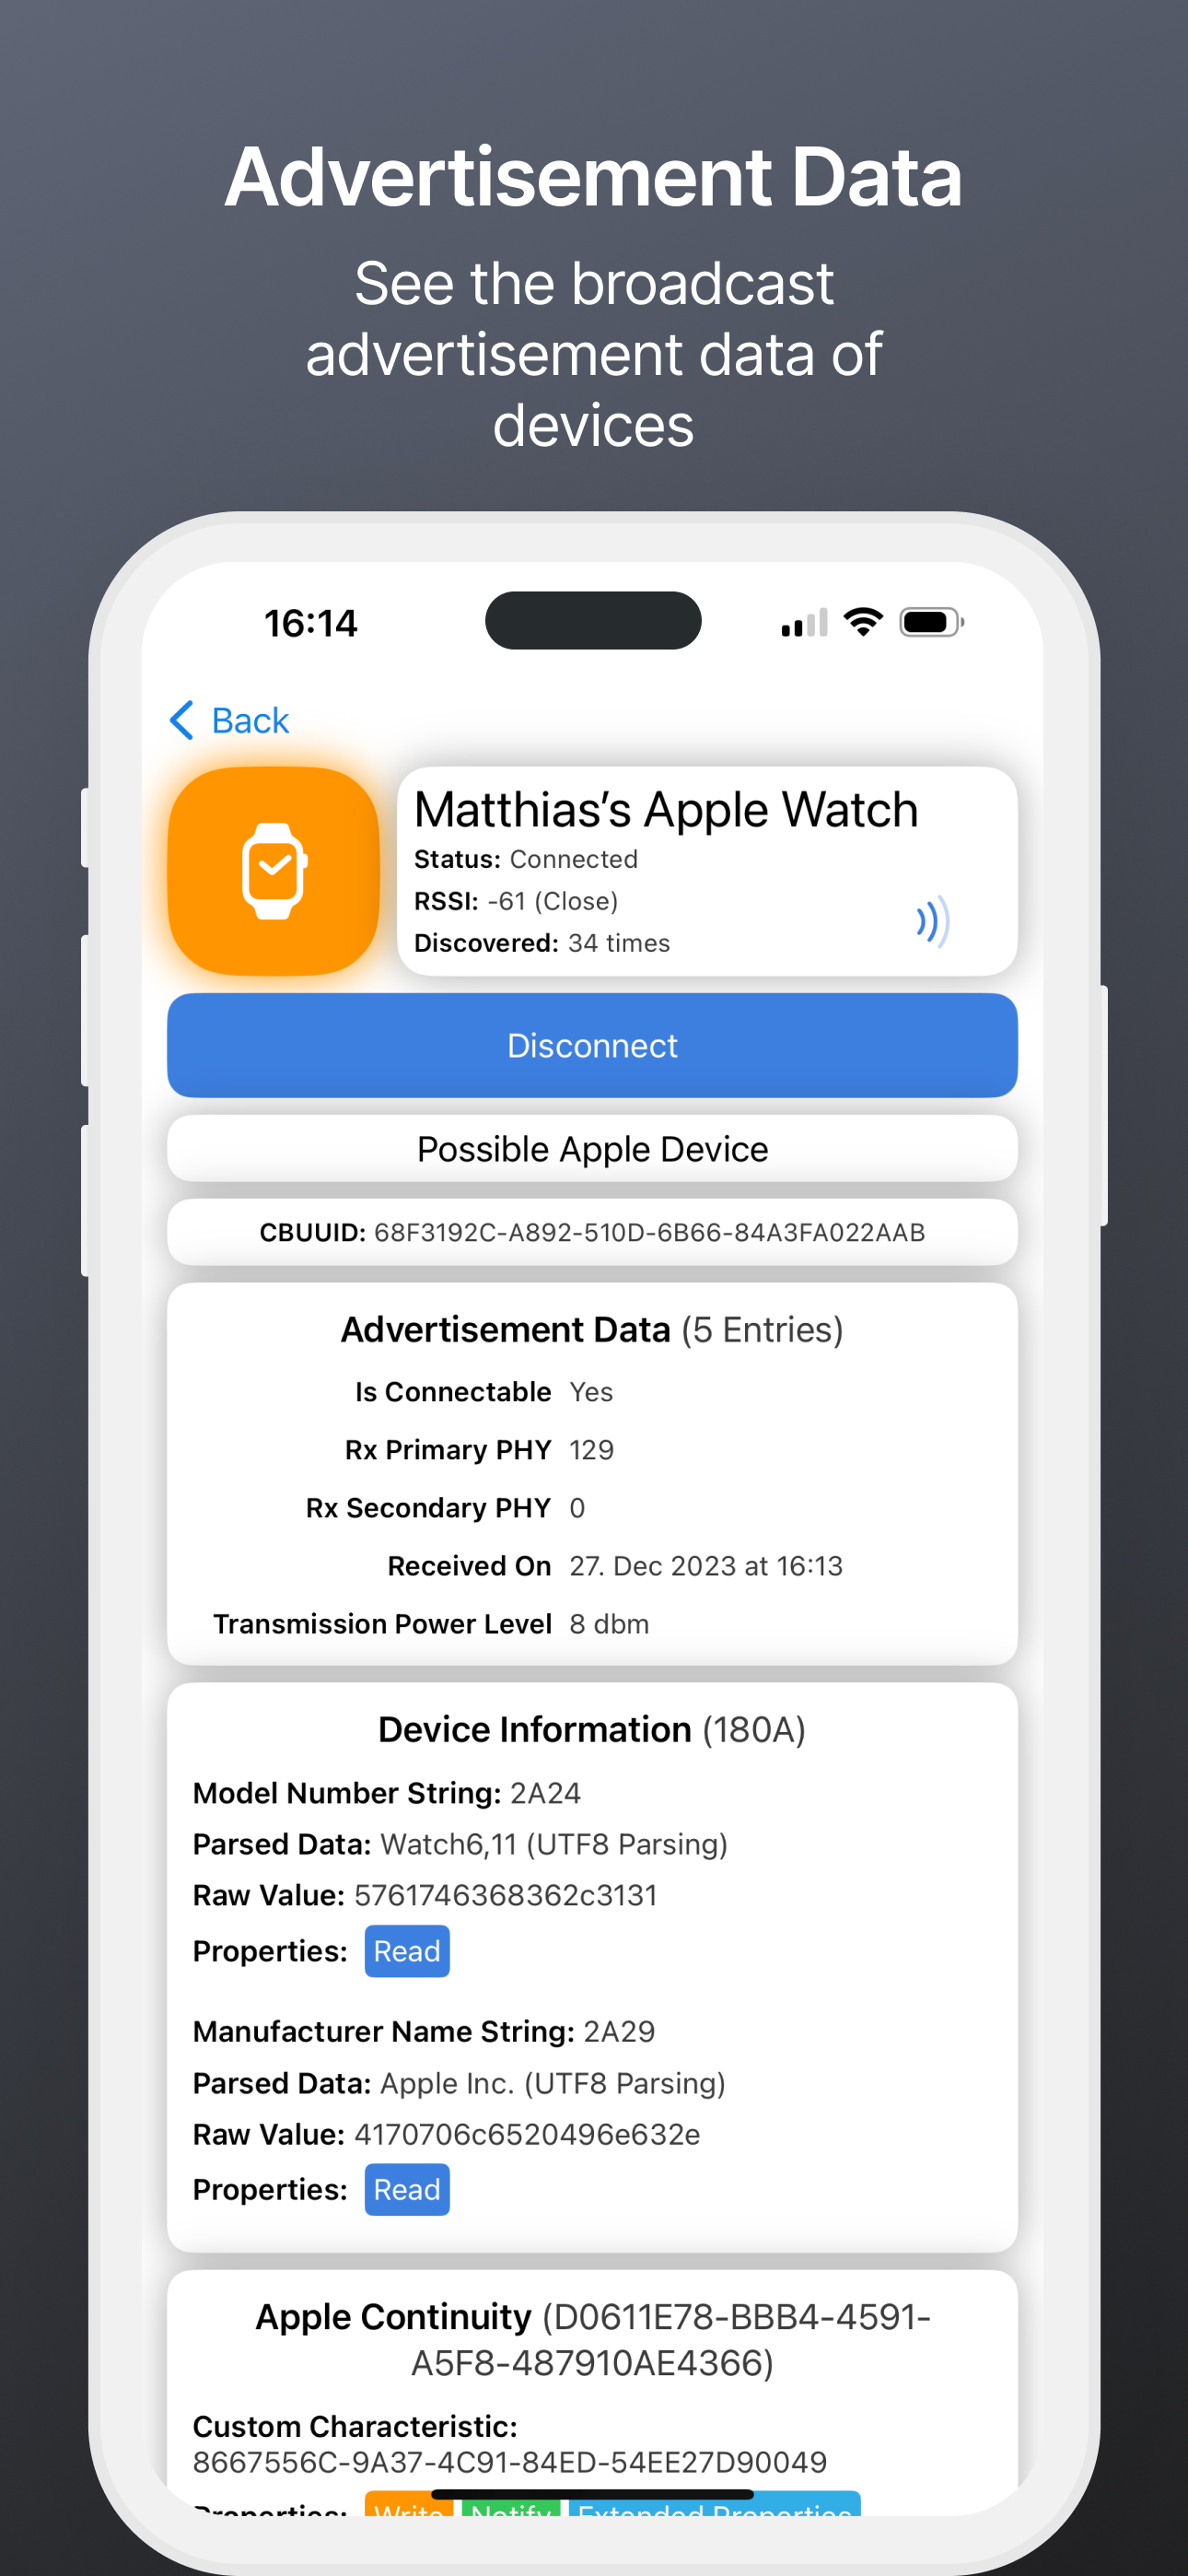 Advertisement Data
See the broadcast
advertisement data of
devices
16:14
Back
Matthias’s Apple Watch
Status: Connected
RSSI: -61 (Close)
Discovered: 34 times
Disconnect
Possible Apple Device
CBUUID: 68F3192C-A892-510D-6B66-84A3FA022AAB
Advertisement Data (5 Entries)
Is Connectable Yes
Rx Primary PHY 129
Rx Secondary PHY 0
Received On 27. Dec 2023 at 16:13
Transmission Power Level 8 dbm
Device Information (180A)
Model Number String: 2A24
Parsed Data: Watch6,11 (UTF8 Parsing)
Raw Value: 5761746368362c3131
Properties: Read
Manufacturer Name String: 2A29
Parsed Data: Apple Inc. (UTF8 Parsing)
Raw Value: 4170706c6520496e632e
Properties: Read
Apple Continuity (D0611E78-BBB4-4591-
A5F8-487910AE4366)
Custom Characteristic:
8667556C-9A37-4C91-84ED-54EE27D90049
Properties: Write Notify Extended Properties